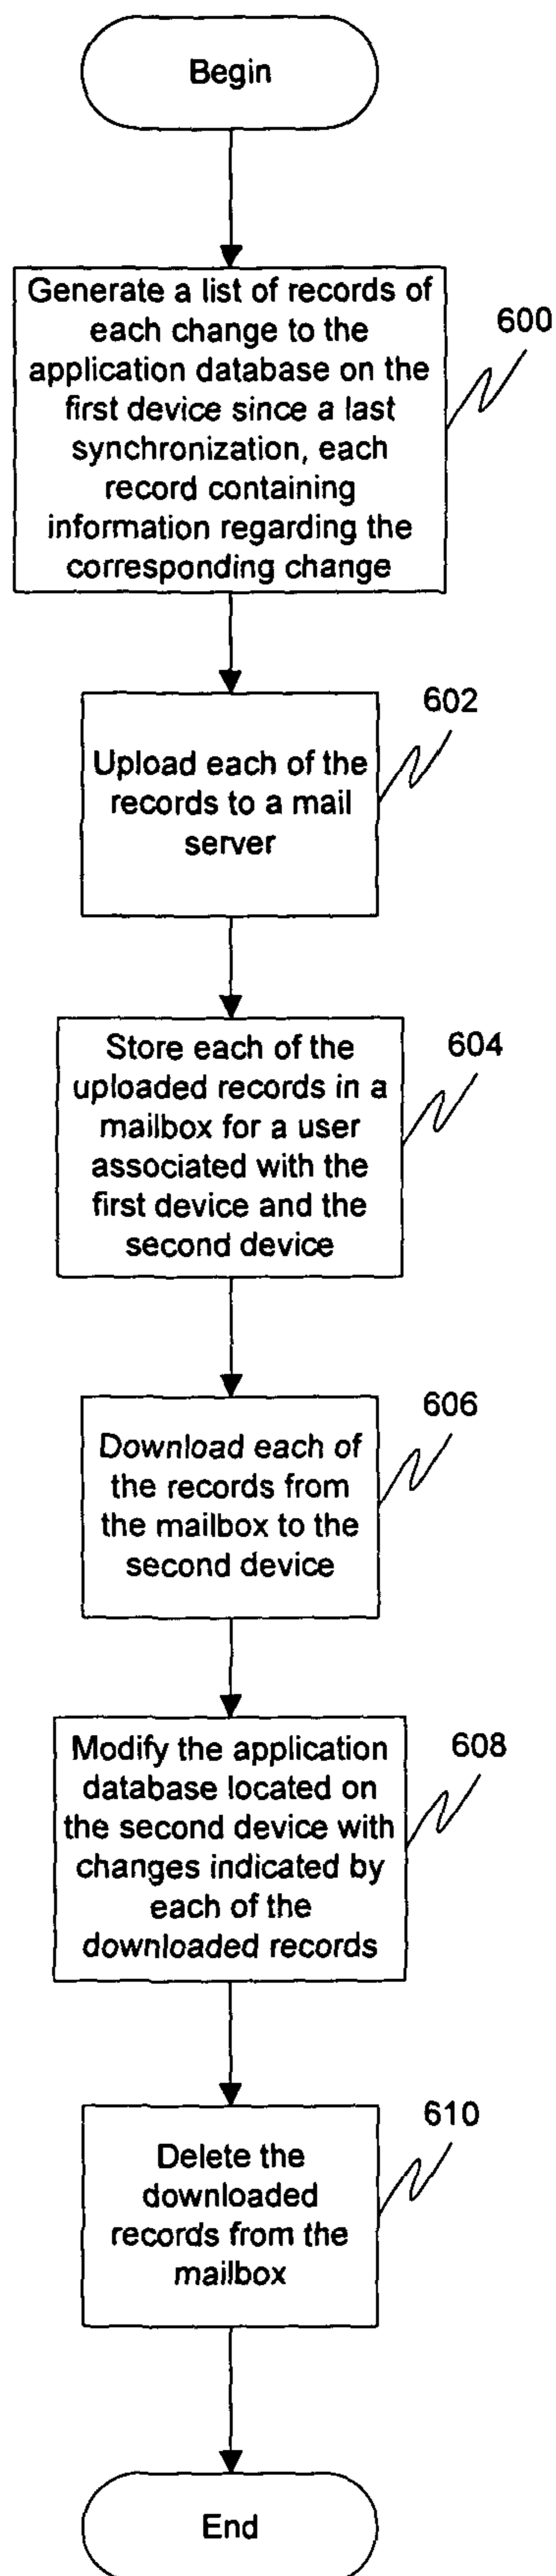 Begin
Generate a list of records of
each change to the
application database on the
first device since a last
synchronization, each
record containing
information regarding the
corresponding change
600
Upload each of the
records to a mail
server
602
Store each of the
uploaded records in a
mailbox for a user
associated with the
first device and the
second device
604
Download each of
the records from
the mailbox to the
second device
606
Modify the application
database located on
the second device with
changes indicated by
each of the
downloaded records
608
Delete the
downloaded
records from the
mailbox
610
End